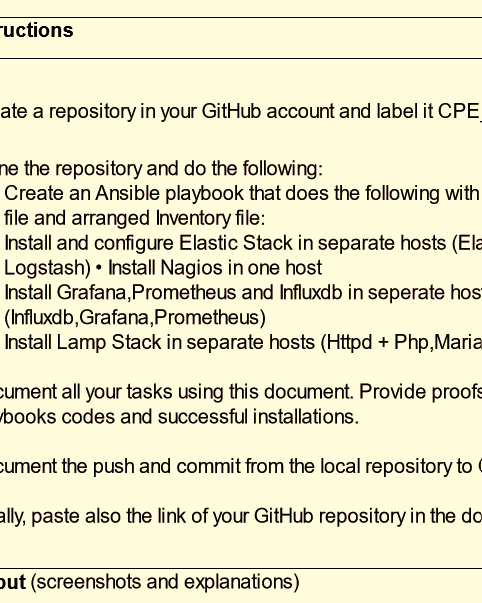 ructions
ate a repository in your GitHub account and label it CPE_
ne the repository and do the following:
Create an Ansible playbook that does the following with
file and arranged Inventory file:
Install and configure Elastic Stack in separate hosts (Ela
Logstash) • Install Nagios in one host
Install Grafana,Prometheus and Influxdb in seperate hos
(Influxdb,Grafana,Prometheus)
Install Lamp Stack in separate hosts (Httpd + Php,Maria
cument all your tasks using this document. Provide proofs
ybooks codes and successful installations.
cument the push and commit from the local repository to G
ally, paste also the link of your GitHub repository in the do
put (screenshots and explanations)